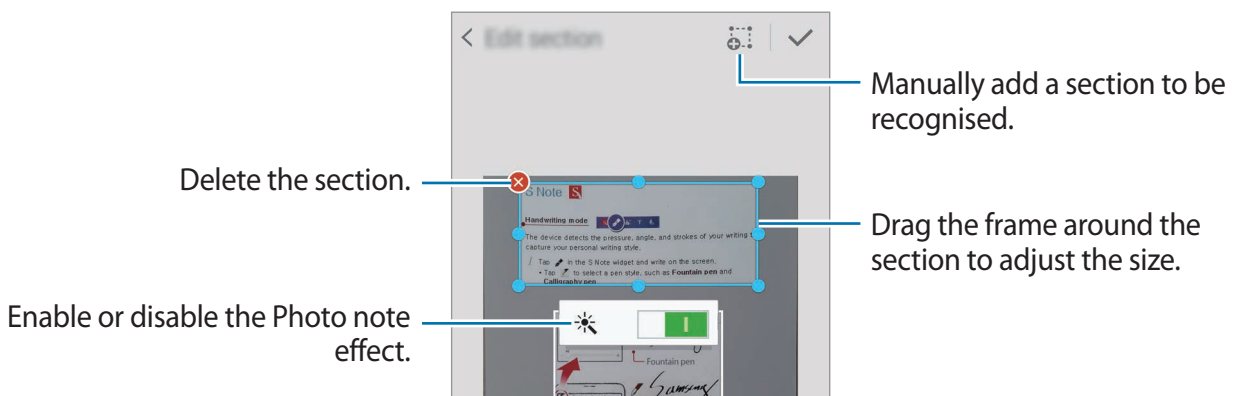 Edit section
Manually add a section to be
recognised.
Delete the section.
S Note
Handwriting mode
The device detects the pressure, angle, and strokes of your writing
capture your personal writing style.
Tap in the S Note widget and write on the screen.
• Tap to select a pen style, such as Fountain pen and
Calligraphy pen
Drag the frame around the
section to adjust the size.
Enable or disable the Photo note
effect.
Fountain pen
Samsung